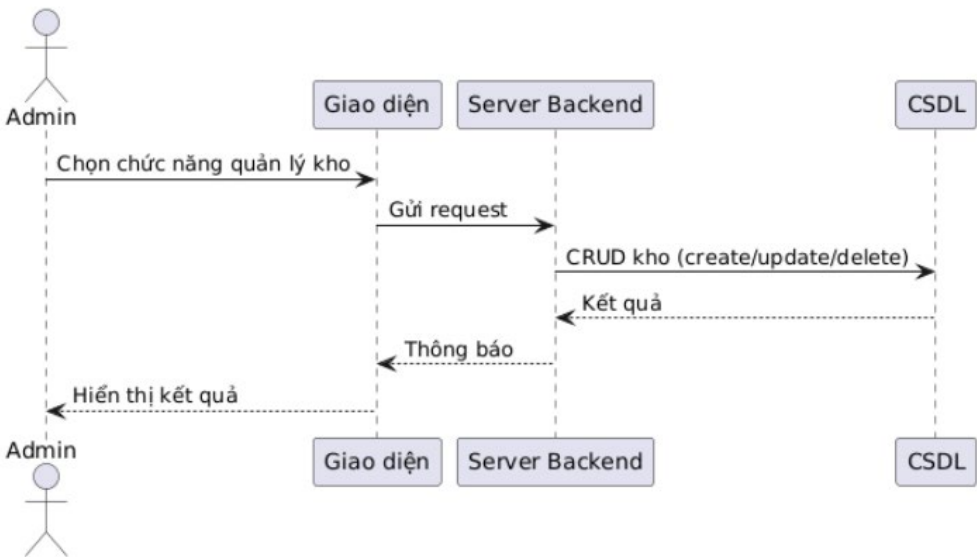 Admin
Giao diện
Server Backend
CSDL
Chọn chức năng quản lý kho
Gửi request
CRUD kho (create/update/delete)
Kết quả
Thông báo
Hiển thị kết quả
Admin
Giao diện
Server Backend
CSDL